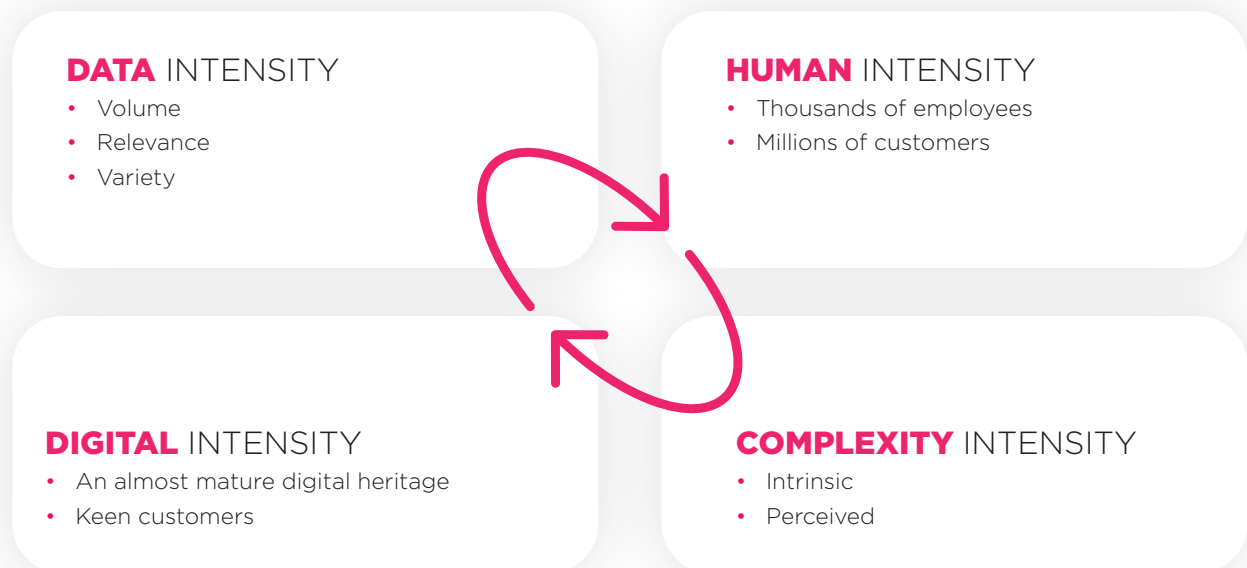 DATA INTENSITY
• Volume
• Relevance
• Variety
HUMAN INTENSITY
• Thousands of employees
• Millions of customers
DIGITAL INTENSITY
• An almost mature digital heritage
• Keen customers
COMPLEXITY INTENSITY
• Intrinsic
• Perceived